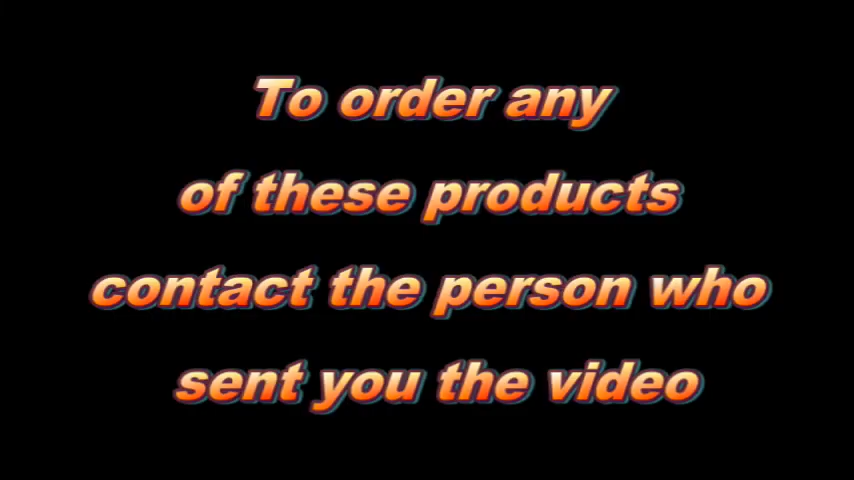 To order any
of these products
contact the person who
sent you the video